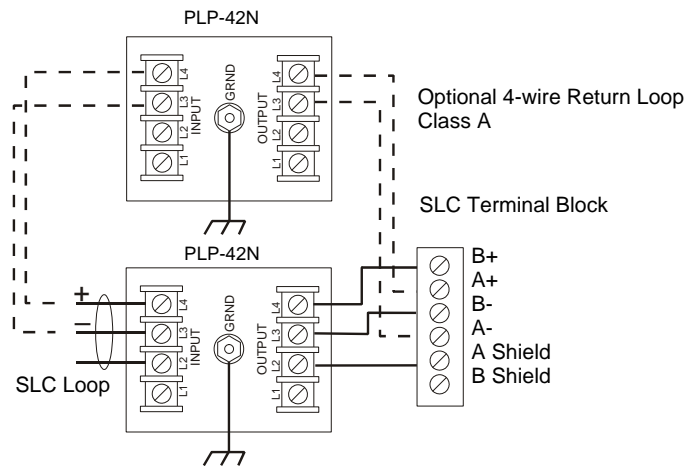 PLP-42N
L4
L3
L2
L1
INPUT
GRND
OUTPUT
L4
L3
L2
L1
Optional 4-wire Return Loop
Class A
SLC Terminal Block
PLP-42N
+
–
SLC Loop
L4
L3
L2
L1
INPUT
GRND
OUTPUT
L4
L3
L2
L1
B+
A+
B-
A-
A Shield
B Shield